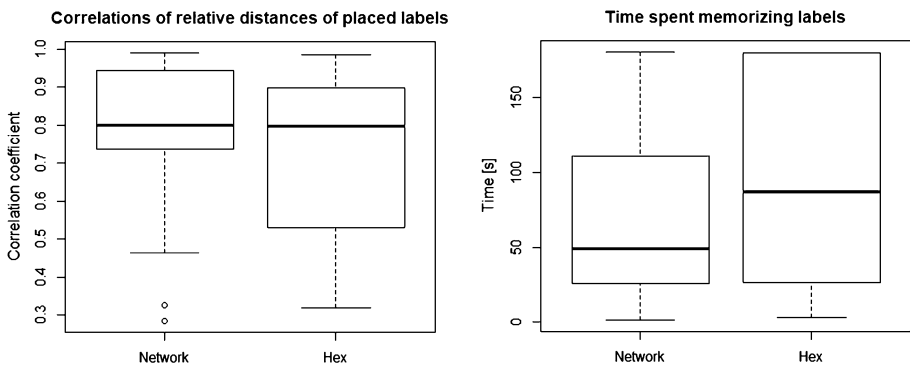 Correlations of relative distances of placed labels
Correlation coefficient
1.0
0.9
0.8
0.7
0.6
0.5
0.4
0.3
Network
Hex
Time spent memorizing labels
Time [s]
150
100
50
0
Network
Hex